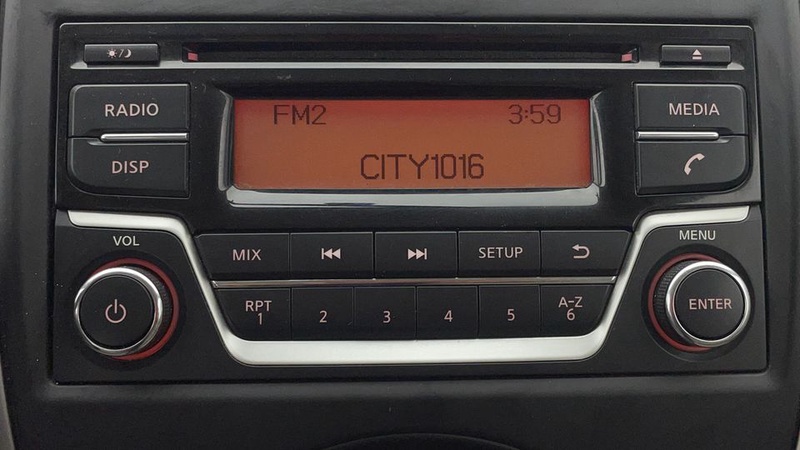 RADIO
DISP
FM2 3:59
CITY1016
MEDIA
VOL
MENU
MIX SETUP
RPT 1 2 3 4 5 A-Z 6
ENTER